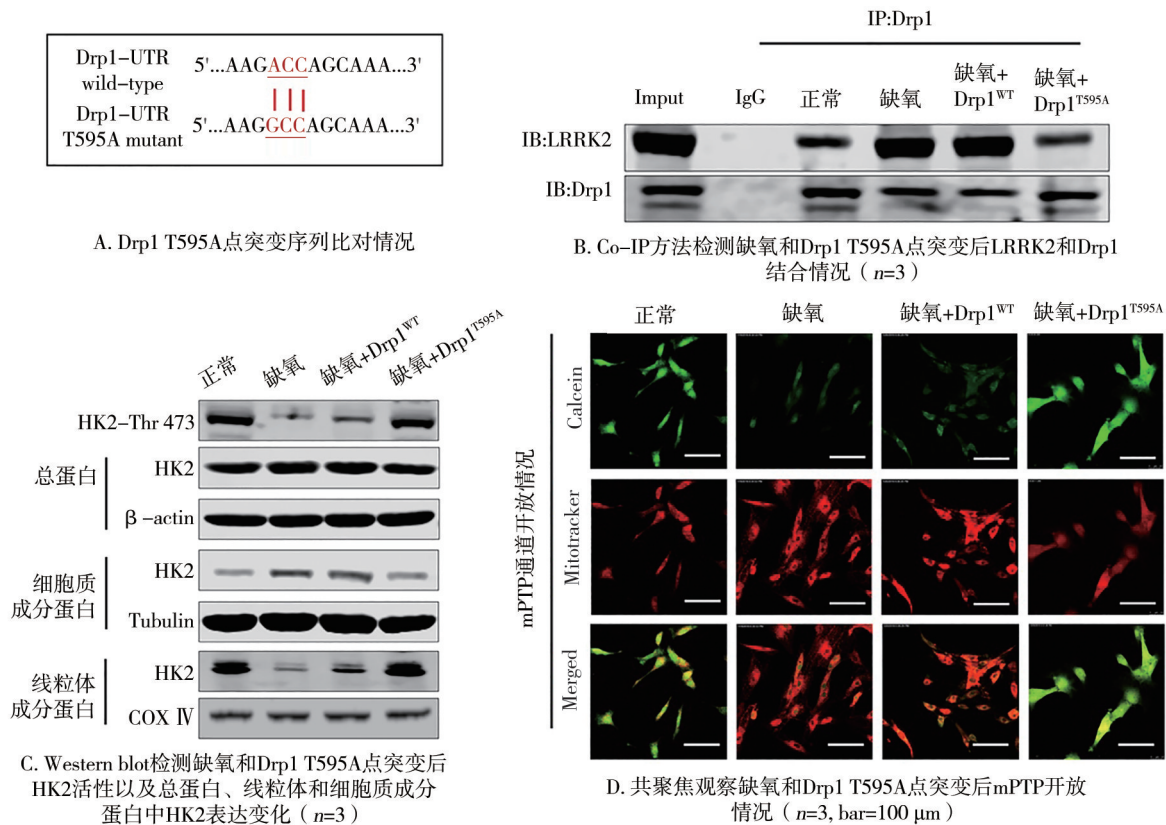 Drp1-UTR
wild-type
5'...AAGACCAGCAAA...3'
Drp1-UTR
T595A mutant
5'...AAGGCCAGCAAA...3'
A. Drp1 T595A点突变序列比对情况
IP:Drp1
Imput
IgG
正常
缺氧
缺氧+
Drp1WT
缺氧+
Drp1T595A
IB:LRRK2
IB:Drp1
B. Co-IP方法检测缺氧和Drp1 T595A点突变后LRRK2和Drp1
结合情况（n=3）
正常
缺氧
缺氧+Drp1WT
缺氧+Drp1T595A
HK2-Thr 473
总蛋白
HK2
β-actin
细胞质
成分蛋白
HK2
Tubulin
线粒体
成分蛋白
HK2
COX Ⅳ
C. Western blot检测缺氧和Drp1 T595A点突变后
HK2活性以及总蛋白、线粒体和细胞质成分
蛋白中HK2表达变化（n=3）
正常
缺氧
缺氧+Drp1WT
缺氧+Drp1T595A
mPTP通道开放情况
Calcein
Mitotracker
Merged
D. 共聚焦观察缺氧和Drp1 T595A点突变后mPTP开放
情况（n=3, bar=100 μm）